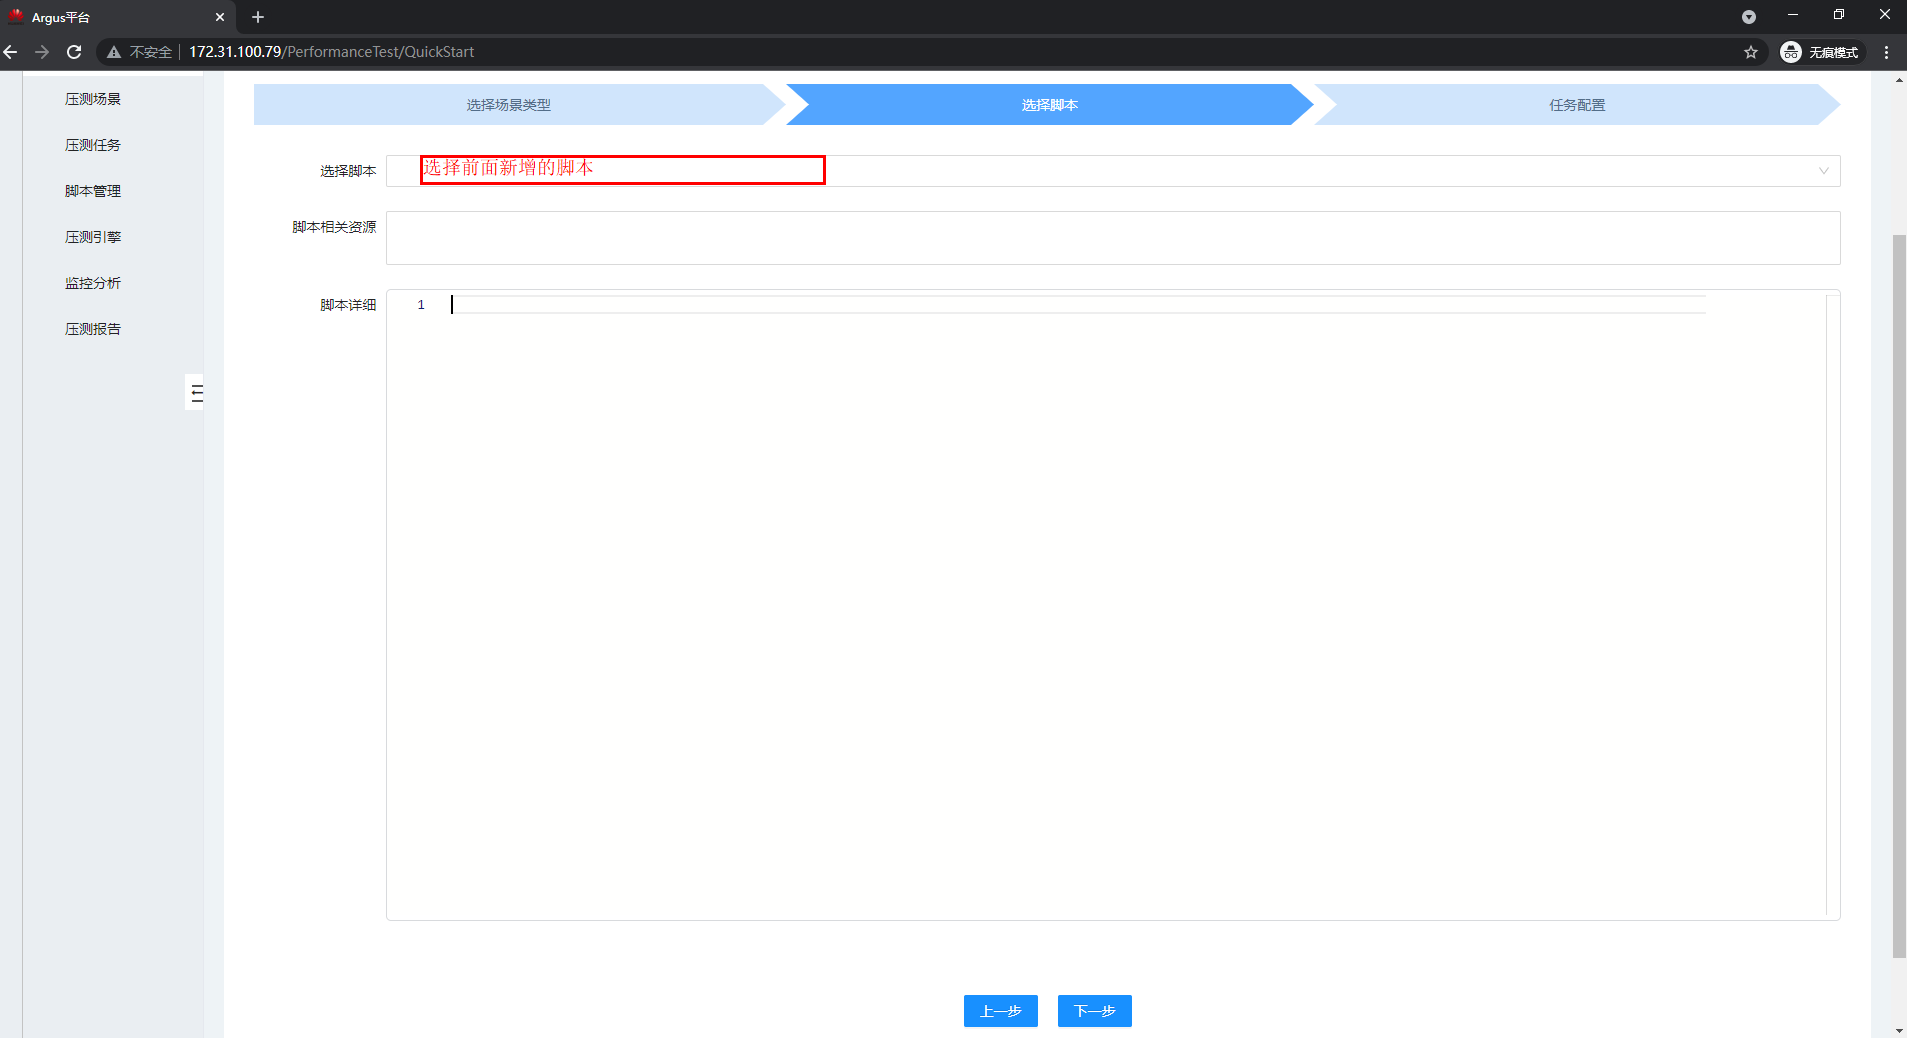 Argus平台
不安全 172.31.100.79/PerformanceTest/QuickStart
无痕模式
压测场景
压测任务
脚本管理
压测引擎
监控分析
压测报告
选择场景类型
选择脚本
任务配置
选择脚本
选择前面新增的脚本
脚本相关资源
脚本详细
1
上一步
下一步